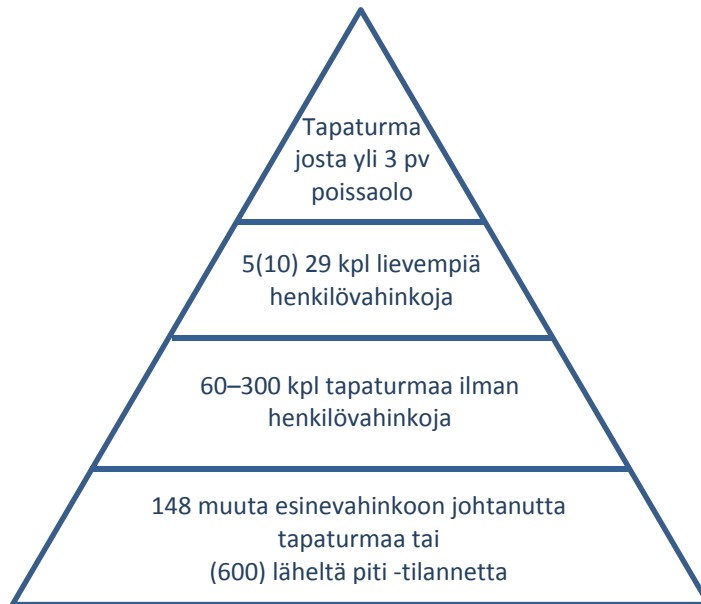 Tapaturma
josta yli 3 pv
poissaolo
5(10) 29 kpl lievempiä
henkilövahinkoja
60–300 kpl tapaturmaa ilman
henkilövahinkoja
148 muuta esinevahinkoon johtanutta
tapaturmaa tai
(600) läheltä piti -tilannetta